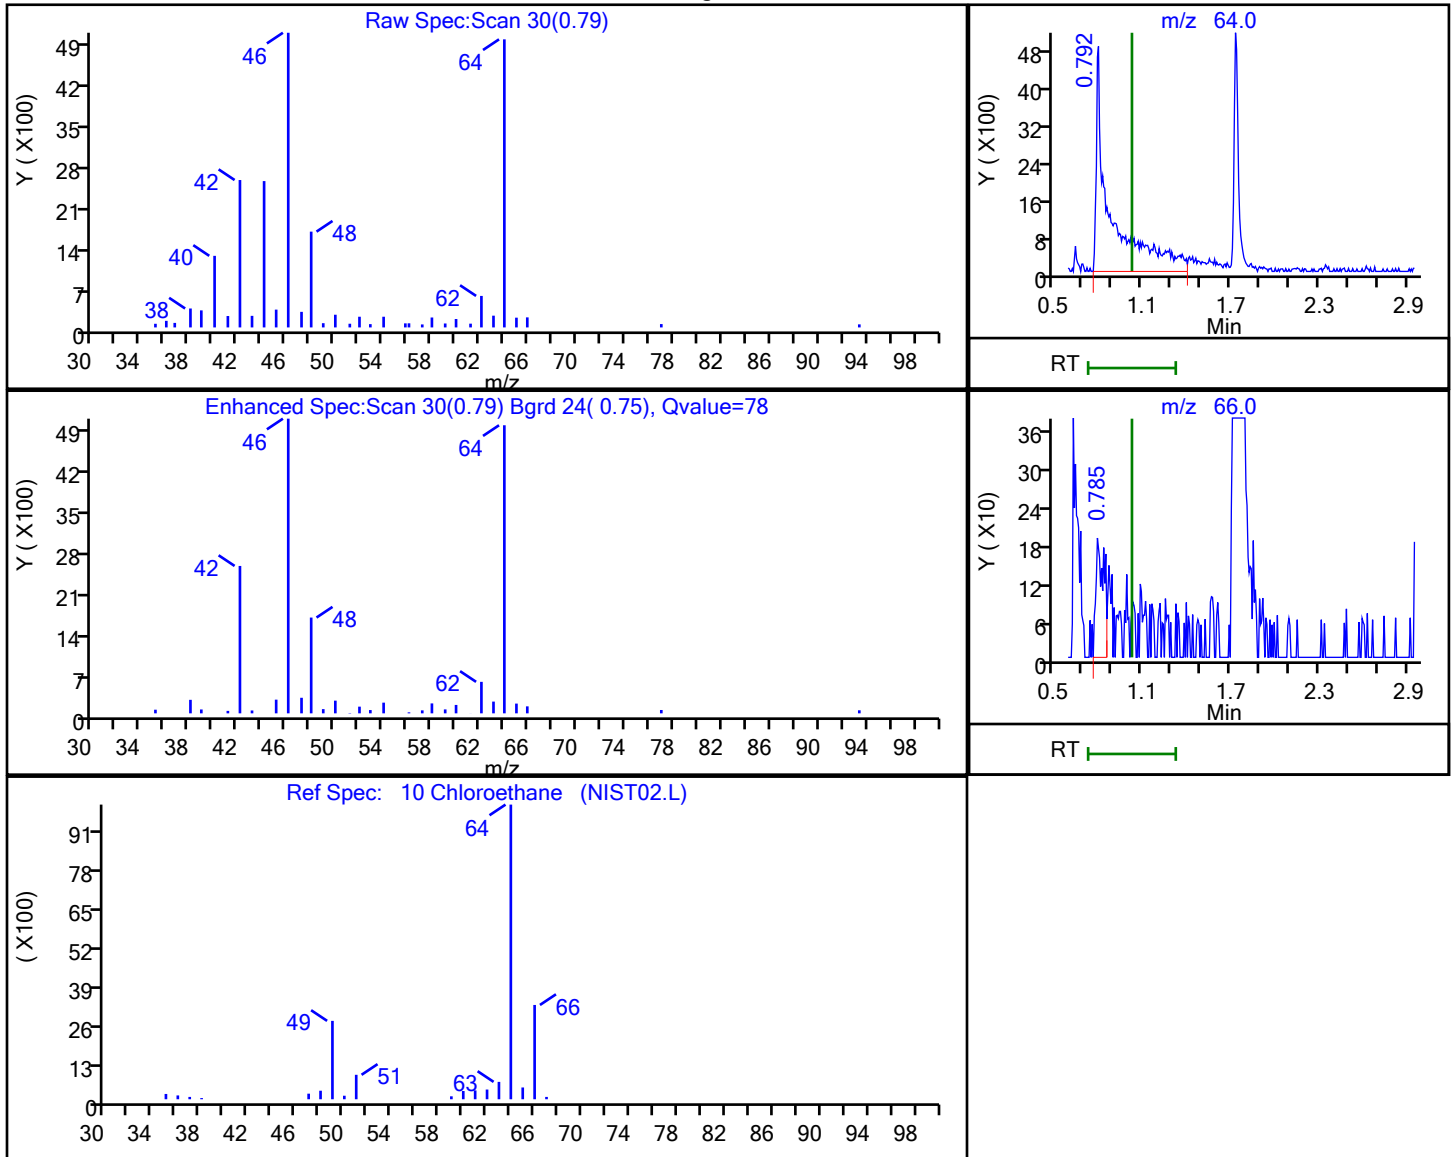 Raw Spec:Scan 30(0.79)
Y ( X100)
49
42
35
28
21
14
7
0
46
64
42
48
40
38
62
30 34 38 42 46 50 54 58 62 66 70 74 78 82 86 90 94 98
m/z
m/z 64.0
Y ( X100)
48
40
32
24
16
8
0
0.792
0.5 1.1 1.7 2.3 2.9
Min
RT
Enhanced Spec:Scan 30(0.79) Bgrd 24( 0.75), Qvalue=78
Y ( X100)
49
42
35
28
21
14
7
0
46
64
42
48
62
30 34 38 42 46 50 54 58 62 66 70 74 78 82 86 90 94 98
m/z
m/z 66.0
Y ( X10)
36
30
24
18
12
6
0
0.785
0.5 1.1 1.7 2.3 2.9
Min
RT
Ref Spec: 10 Chloroethane (NIST02.L)
( X100)
91
78
65
52
39
26
13
0
64
66
49
51
63
30 34 38 42 46 50 54 58 62 66 70 74 78 82 86 90 94 98